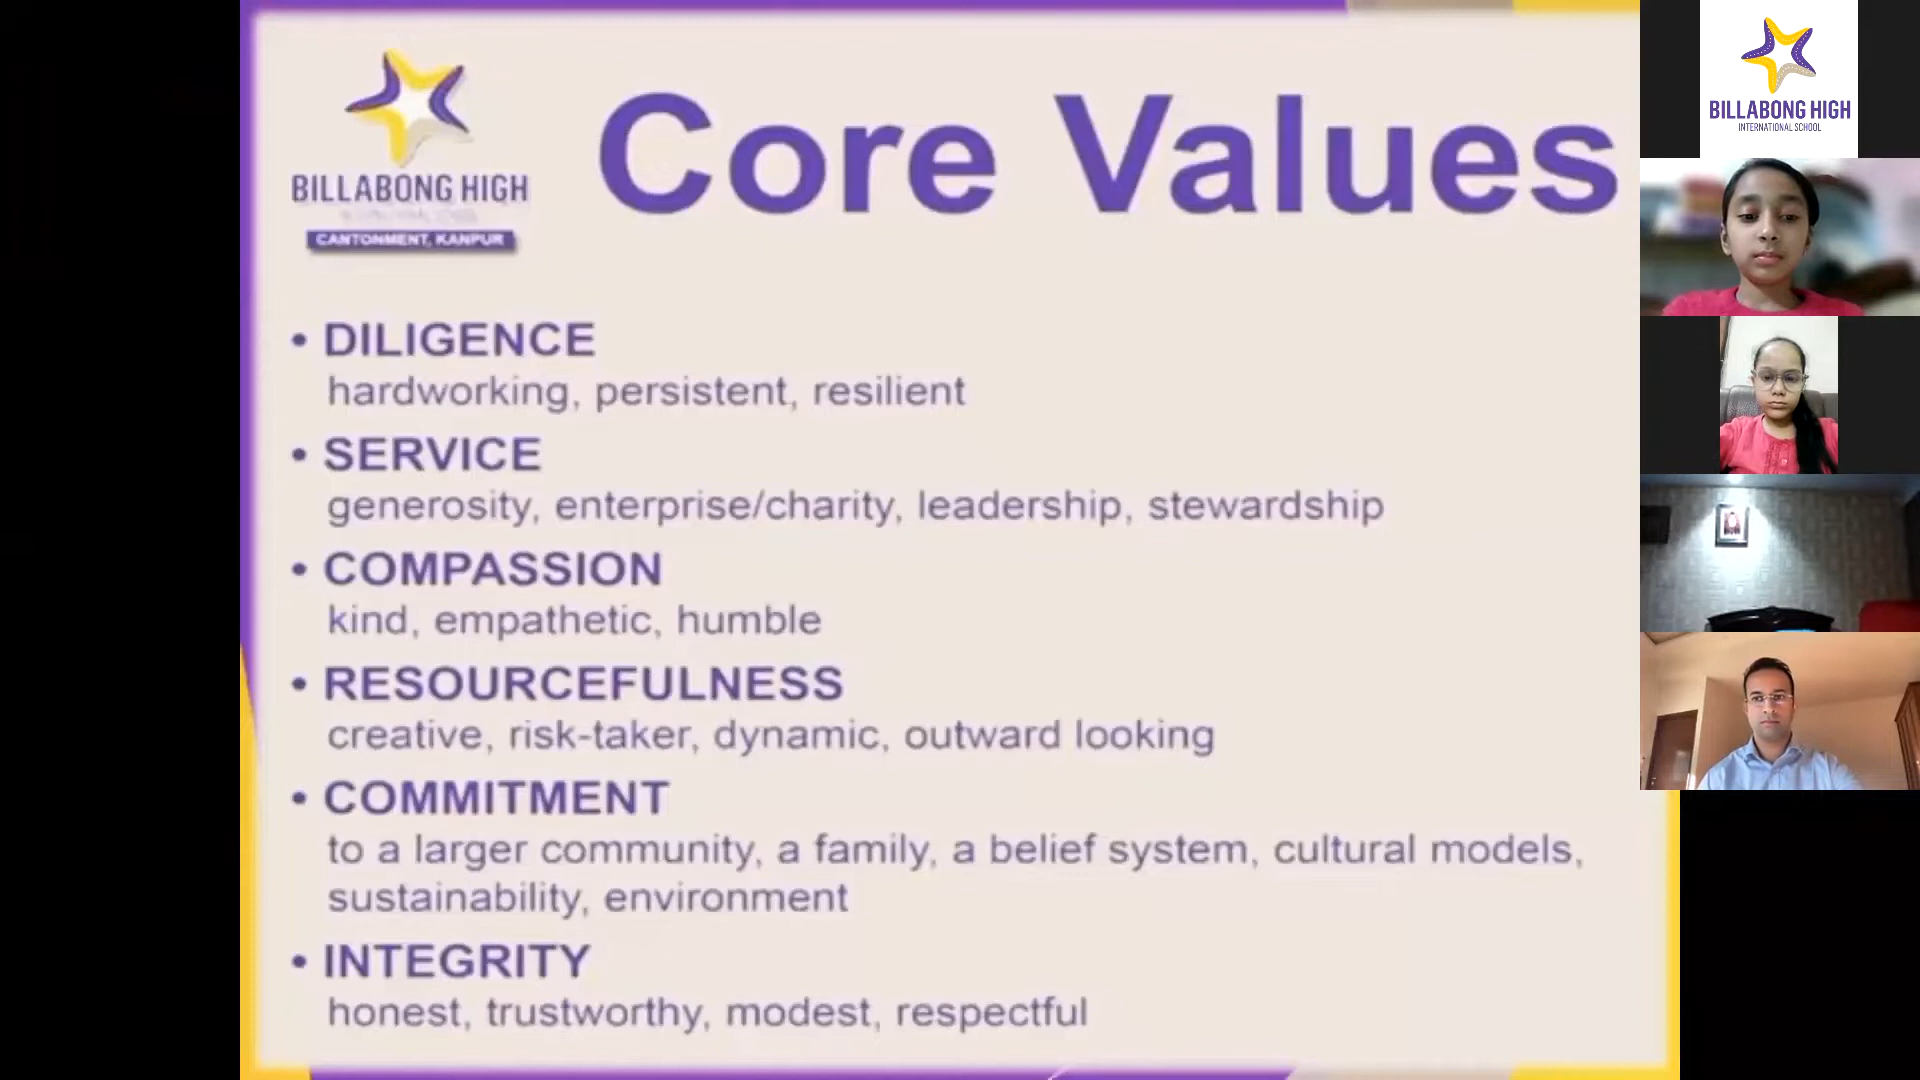 BILLABONG HIGH
CANTONMENT, KANPUR
Core Values
• DILIGENCE
hardworking, persistent, resilient
• SERVICE
generosity, enterprise/charity, leadership, stewardship
• COMPASSION
kind, empathetic, humble
• RESOURCEFULNESS
creative, risk-taker, dynamic, outward looking
• COMMITMENT
to a larger community, a family, a belief system, cultural models,
sustainability, environment
• INTEGRITY
honest, trustworthy, modest, respectful
BILLABONG HIGH
INTERNATIONAL SCHOOL